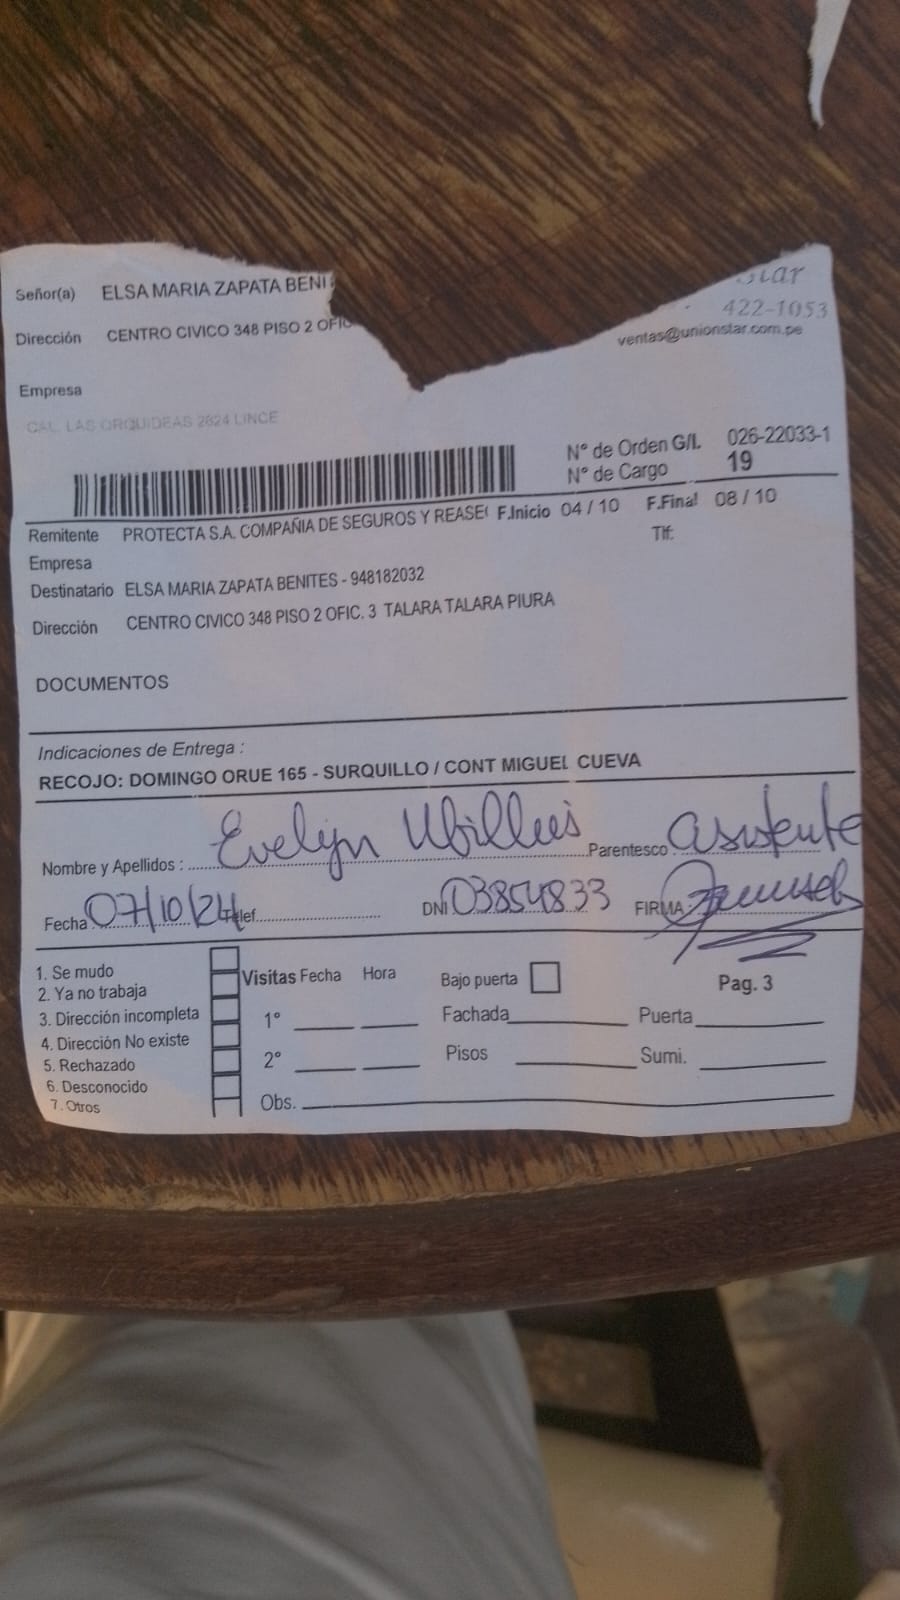 Señor(a) ELSA MARIA ZAPATA BENI
Star
Dirección CENTRO CIVICO 348 PISO 2 OFIC
422-1053
ventas@unionstar.com.pe
Empresa
CAL. LAS ORQUIDEAS 2624 LINCE
N° de Orden G/L 026-22033-1
N° de Cargo 19
Remitente PROTECTA S.A. COMPAÑIA DE SEGUROS Y REASE F.Inicio 04 / 10 F.Final 08 / 10
Empresa Tlf:
Destinatario ELSA MARIA ZAPATA BENITES - 948182032
Dirección CENTRO CIVICO 348 PISO 2 OFIC. 3 TALARA TALARA PIURA
DOCUMENTOS
Indicaciones de Entrega :
RECOJO: DOMINGO ORUE 165 - SURQUILLO / CONT MIGUEL CUEVA
Nombre y Apellidos : Evelyn Ubillus Parentesco : asistente
Fecha 07/10/24 Telef. DNI 03854833 FIRMA
1. Se mudo
2. Ya no trabaja
3. Dirección incompleta
4. Dirección No existe
5. Rechazado
6. Desconocido
7. Otros
Visitas Fecha Hora Bajo puerta Pag. 3
1° Fachada Puerta
2° Pisos Sumi.
Obs.